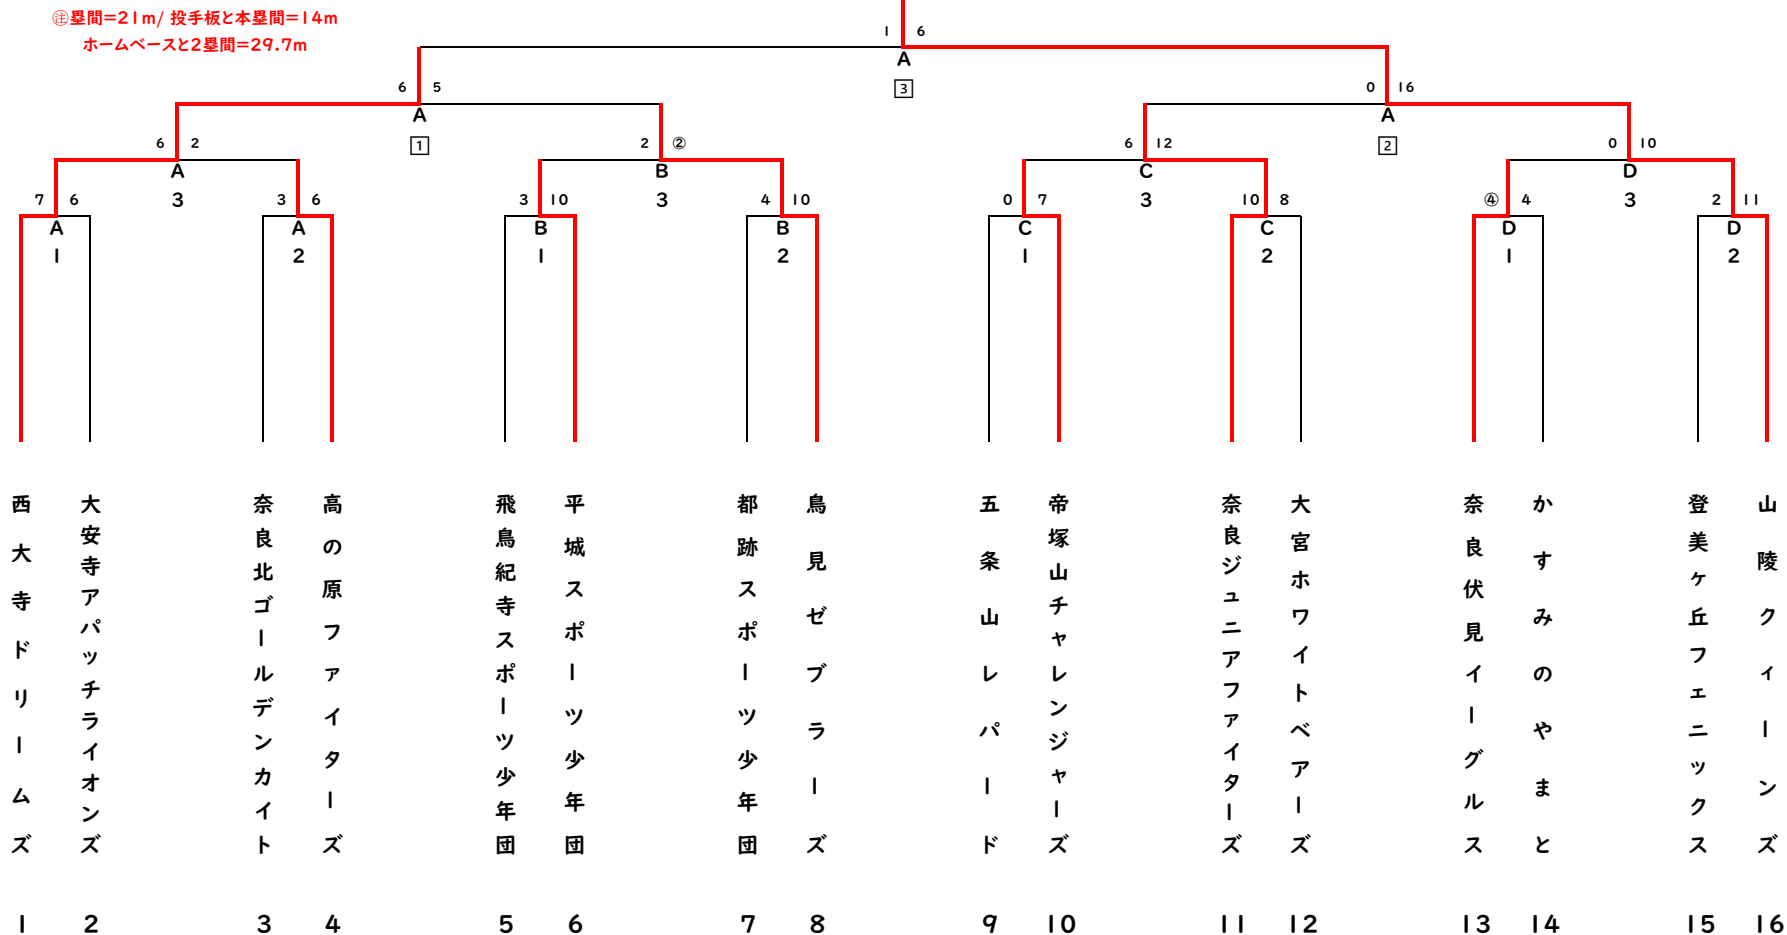 ㊟塁間=21m/ 投手板と本塁間=14m
ホームベースと2塁間=29.7m
1 6
A
3
6 5
A
1
0 16
A
2
6 2
A
3
2 ②
B
3
6 12
C
3
0 10
D
3
7 6
A
1
3 6
A
2
3 10
B
1
4 10
B
2
0 7
C
1
10 8
C
2
④ 4
D
1
2 11
D
2
西大寺ドリームズ
大安寺アパッチライオンズ
奈良北ゴールデンカイト
高の原ファイターズ
飛鳥紀寺スポーツ少年団
平城スポーツ少年団
都跡スポーツ少年団
鳥見ゼブラーズ
五条山レパード
帝塚山チャレンジャーズ
奈良ジュニアファイターズ
大宮ホワイトベアーズ
奈良伏見イーグルス
かすみのやまと
登美ヶ丘フェニックス
山陵クィーンズ
1 2 3 4 5 6 7 8 9 10 11 12 13 14 15 16